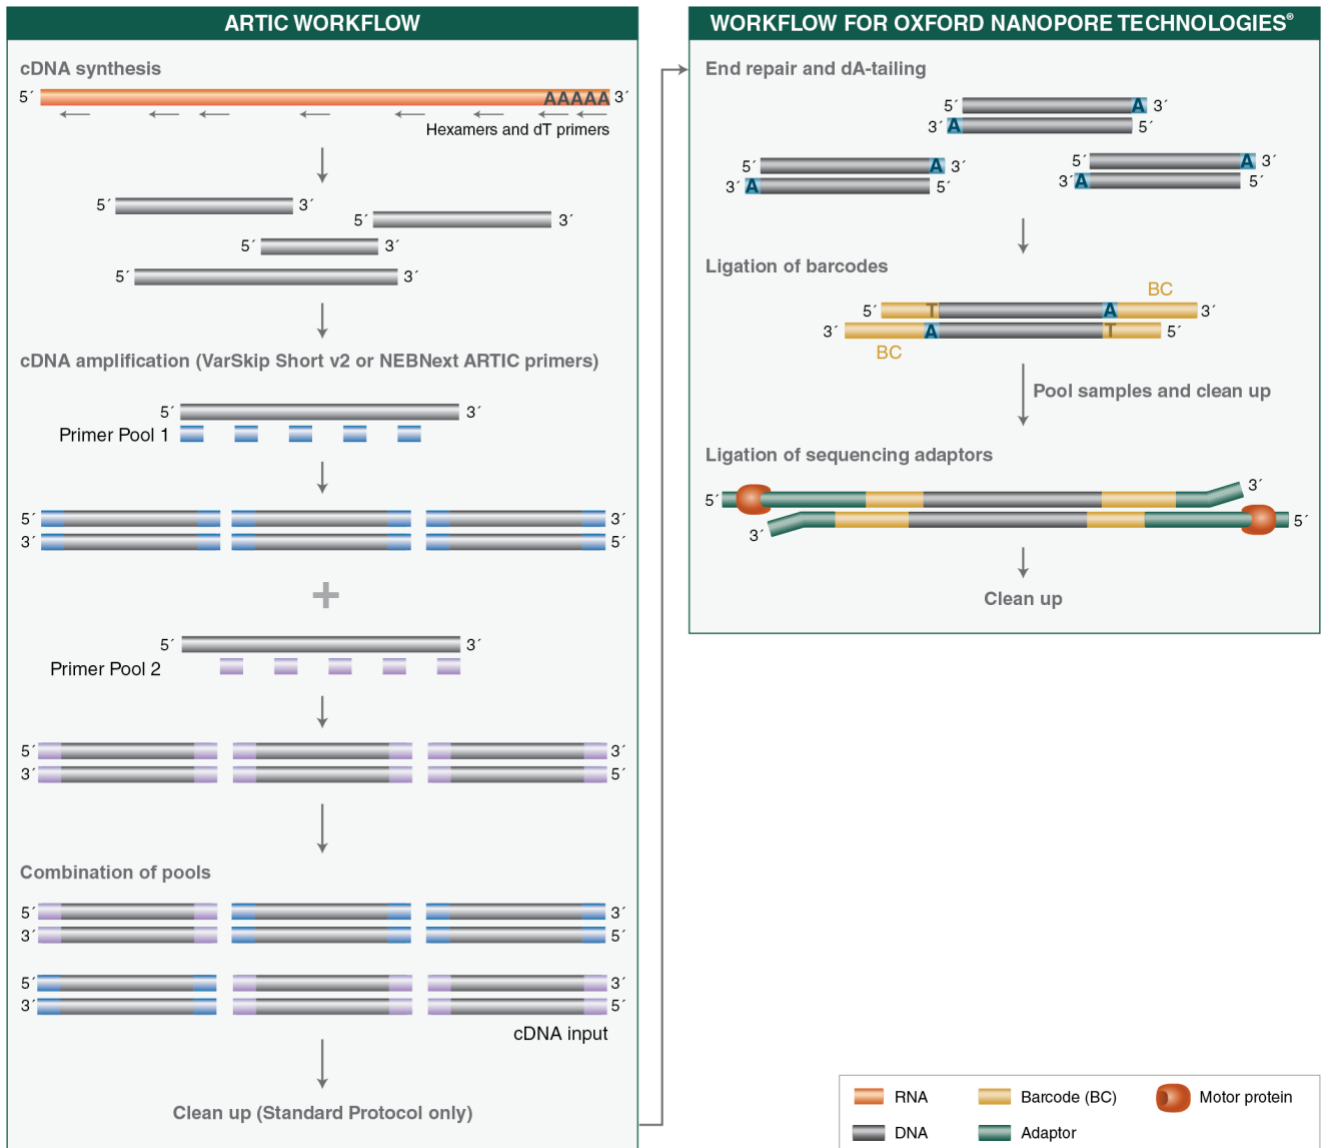 ARTIC WORKFLOW
cDNA synthesis
5´ AAAAA 3´
Hexamers and dT primers
5´ 3´
5´ 3´
5´ 3´
5´ 3´
cDNA amplification (VarSkip Short v2 or NEBNext ARTIC primers)
5´ 3´
Primer Pool 1
5´ 3´
3´ 5´
+
5´ 3´
Primer Pool 2
5´ 3´
3´ 5´
Combination of pools
5´ 3´
3´ 5´
5´ 3´
3´ 5´
cDNA input
Clean up (Standard Protocol only)
WORKFLOW FOR OXFORD NANOPORE TECHNOLOGIES®
End repair and dA-tailing
5´ A 3´
3´ A 5´
5´ A 3´
3´ A 5´
5´ A 3´
3´ A 5´
Ligation of barcodes
BC
5´ T A 3´
3´ A T 5´
BC
Pool samples and clean up
Ligation of sequencing adaptors
5´ 3´
3´ 5´
Clean up
RNA
Barcode (BC)
Motor protein
DNA
Adaptor